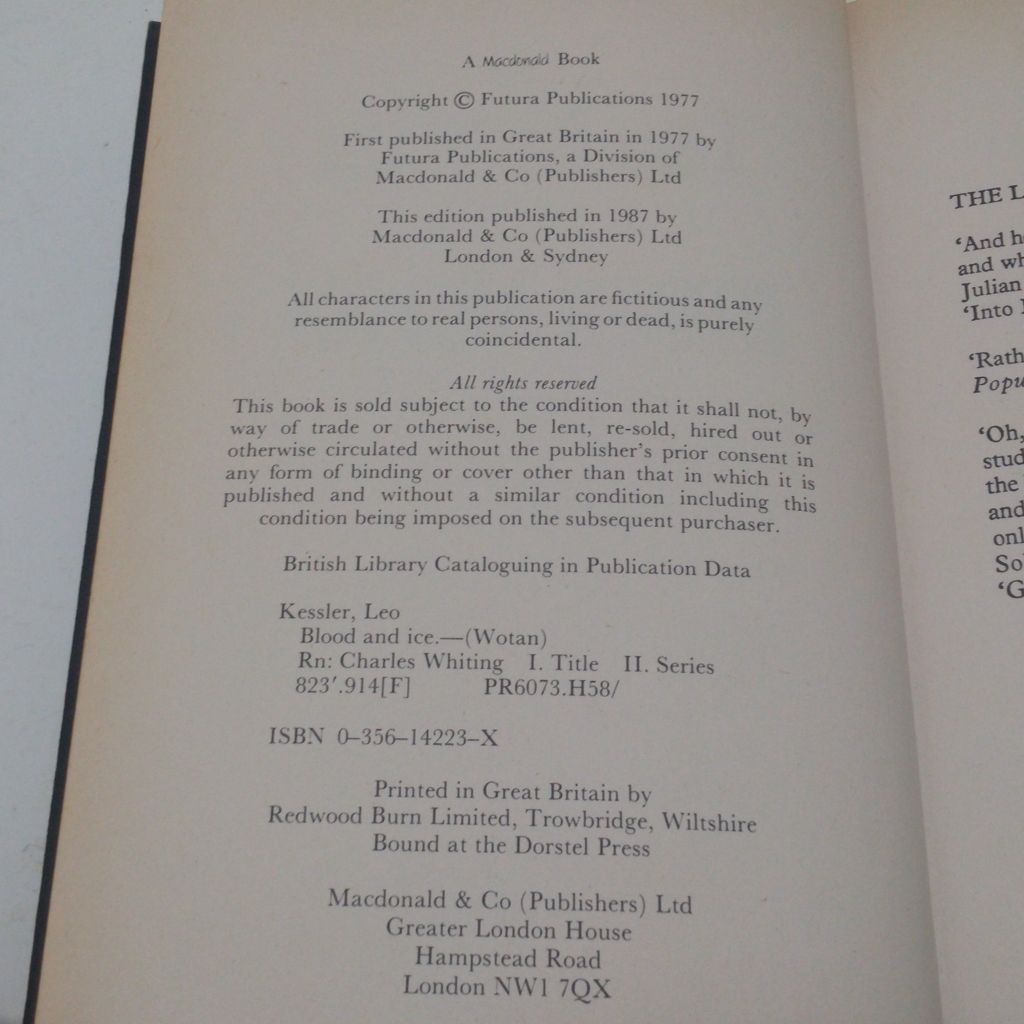 A Macdonald Book
Copyright © Futura Publications 1977
First published in Great Britain in 1977 by
Futura Publications, a Division of
Macdonald & Co (Publishers) Ltd
This edition published in 1987 by
Macdonald & Co (Publishers) Ltd
London & Sydney
All characters in this publication are fictitious and any
resemblance to real persons, living or dead, is purely
coincidental.
All rights reserved
This book is sold subject to the condition that it shall not, by
way of trade or otherwise, be lent, re-sold, hired out or
otherwise circulated without the publisher's prior consent in
any form of binding or cover other than that in which it is
published and without a similar condition including this
condition being imposed on the subsequent purchaser.
British Library Cataloguing in Publication Data
Kessler, Leo
Blood and ice.—(Wotan)
Rn: Charles Whiting I. Title II. Series
823′.914[F] PR6073.H58/
ISBN 0–356–14223–X
Printed in Great Britain by
Redwood Burn Limited, Trowbridge, Wiltshire
Bound at the Dorstel Press
Macdonald & Co (Publishers) Ltd
Greater London House
Hampstead Road
London NW1 7QX
THE
'And
and
Julian
'Into
'Oh,
the
and